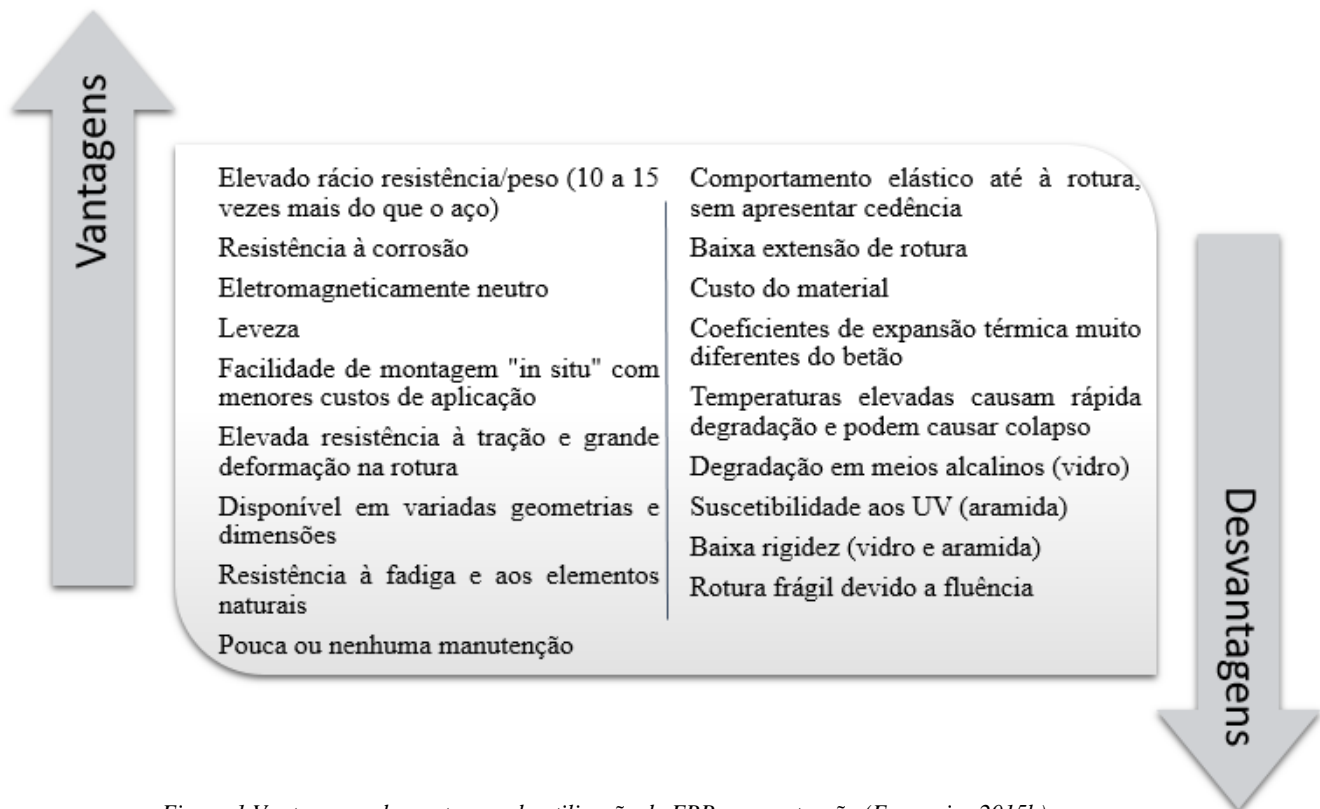 Vantagens
Elevado rácio resistência/peso (10 a 15
vezes mais do que o aço)
Resistência à corrosão
Eletromagneticamente neutro
Leveza
Facilidade de montagem "in situ" com
menores custos de aplicação
Elevada resistência à tração e grande
deformação na rotura
Disponível em variadas geometrias e
dimensões
Resistência à fadiga e aos elementos
naturais
Pouca ou nenhuma manutenção
Comportamento elástico até à rotura,
sem apresentar cedência
Baixa extensão de rotura
Custo do material
Coeficientes de expansão térmica muito
diferentes do betão
Temperaturas elevadas causam rápida
degradação e podem causar colapso
Degradação em meios alcalinos (vidro)
Suscetibilidade aos UV (aramida)
Baixa rigidez (vidro e aramida)
Rotura frágil devido a fluência
Desvantagens